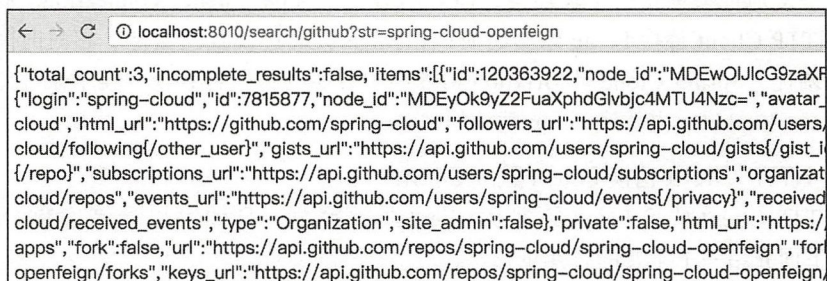 localhost:8010/search/github?str=spring-cloud-openfeign
{"total_count":3,"incomplete_results":false,"items":[{"id":120363922,"node_id":"MDEwOlJlcG9zaXR
{"login":"spring-cloud","id":7815877,"node_id":"MDEyOk9yZ2FuaXphdGlvbjc4MTU4Nzc=","avatar_
cloud","html_url":"https://github.com/spring-cloud","followers_url":"https://api.github.com/users/
cloud/following{/other_user}","gists_url":"https://api.github.com/users/spring-cloud/gists{/gist_i
{/repo}","subscriptions_url":"https://api.github.com/users/spring-cloud/subscriptions","organizat
cloud/repos","events_url":"https://api.github.com/users/spring-cloud/events{/privacy}","received
cloud/received_events","type":"Organization","site_admin":false},"private":false,"html_url":"https:/
apps","fork":false,"url":"https://api.github.com/repos/spring-cloud/spring-cloud-openfeign","for
openfeign/forks","keys_url":"https://api.github.com/repos/spring-cloud/spring-cloud-openfeign/